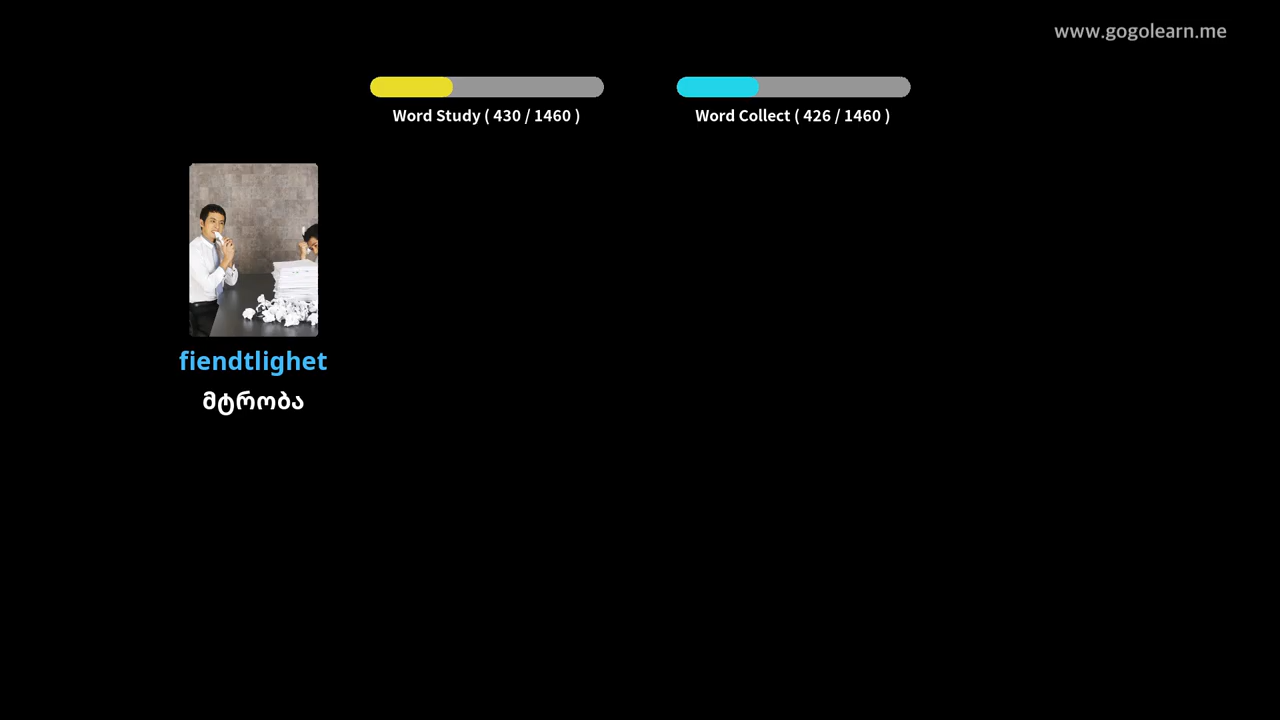 www.gogolearn.me
Word Study ( 430 / 1460 )
Word Collect ( 426 / 1460 )
fiendtlighet
მტრობა